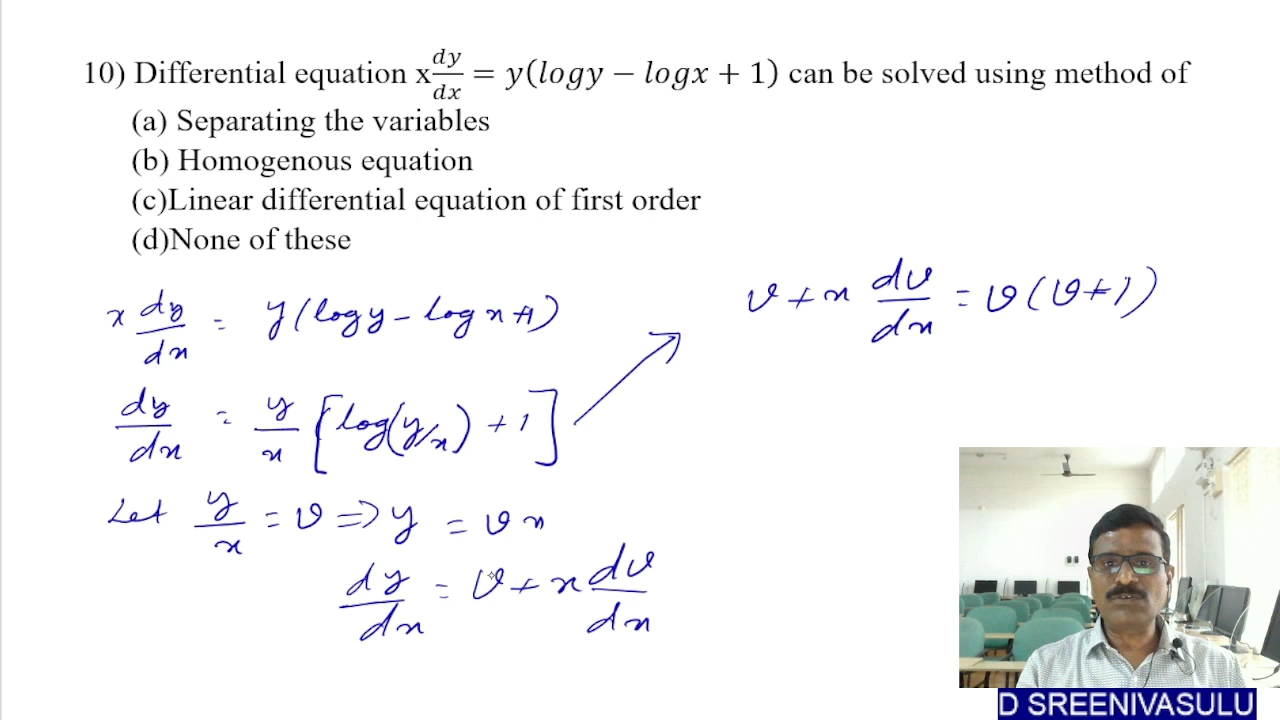 10) Differential equation x dy/dx = y(logy − logx + 1) can be solved using method of
(a) Separating the variables
(b) Homogenous equation
(c)Linear differential equation of first order
(d)None of these
x dy/dx = y(log y - log x + 1)
dy/dx = y/x [log(y/x) + 1]
Let y/x = v => y = v x
dy/dx = v + x dv/dx
v + x dv/dx = v(v+1)
D SREENIVASULU